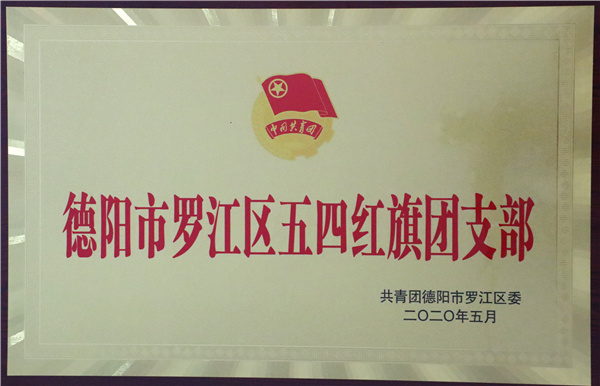 中国共青团
德阳市罗江区五四红旗团支部
共青团德阳市罗江区委
二〇二〇年五月